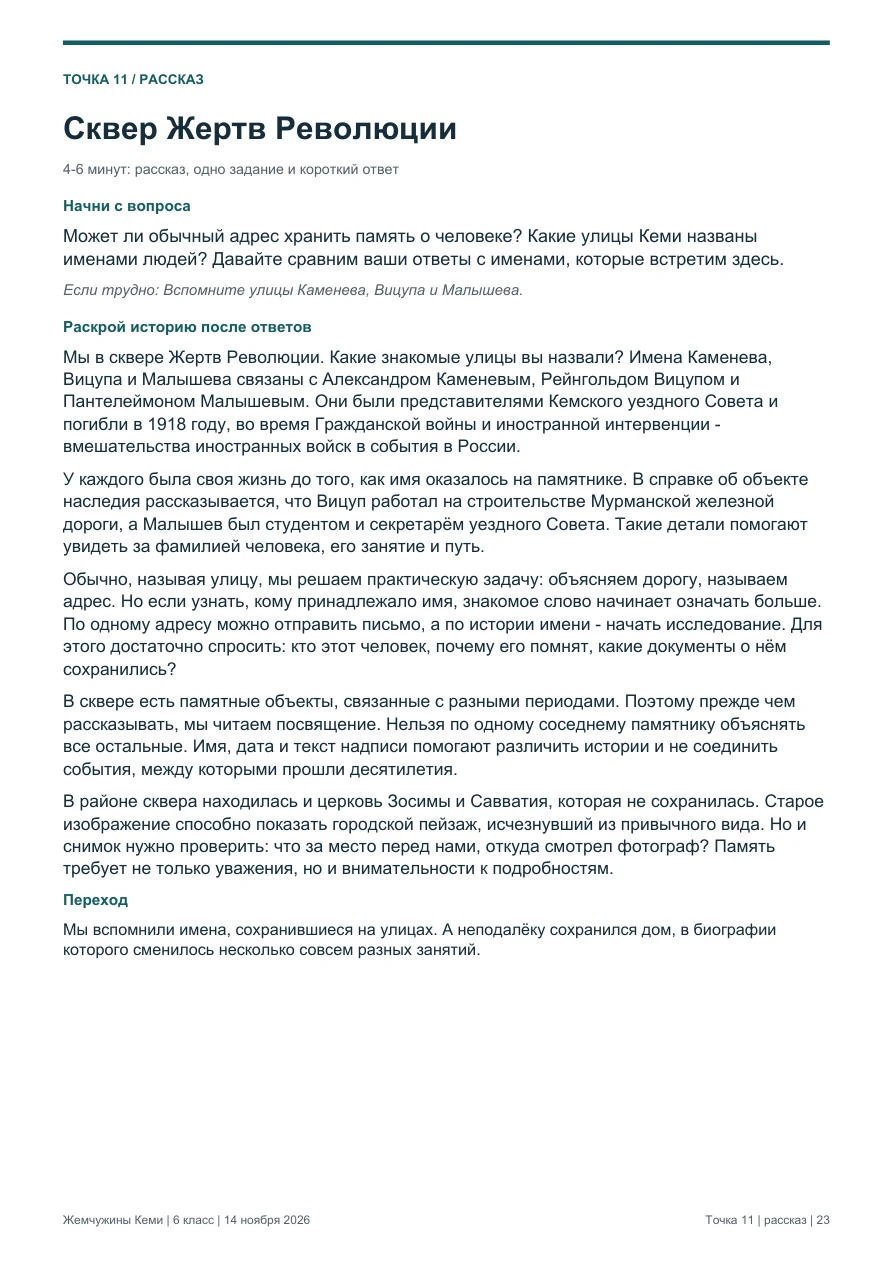 ТОЧКА 11 / РАССКАЗ
Сквер Жертв Революции
4-6 минут: рассказ, одно задание и короткий ответ
Начни с вопроса
Может ли обычный адрес хранить память о человеке? Какие улицы Кеми названы
именами людей? Давайте сравним ваши ответы с именами, которые встретим здесь.
Если трудно: Вспомните улицы Каменева, Вицупа и Малышева.
Раскрой историю после ответов
Мы в сквере Жертв Революции. Какие знакомые улицы вы назвали? Имена Каменева,
Вицупа и Малышева связаны с Александром Каменевым, Рейнгольдом Вицупом и
Пантелеймоном Малышевым. Они были представителями Кемского уездного Совета и
погибли в 1918 году, во время Гражданской войны и иностранной интервенции -
вмешательства иностранных войск в события в России.
У каждого была своя жизнь до того, как имя оказалось на памятнике. В справке об объекте
наследия рассказывается, что Вицуп работал на строительстве Мурманской железной
дороги, а Малышев был студентом и секретарём уездного Совета. Такие детали помогают
увидеть за фамилией человека, его занятие и путь.
Обычно, называя улицу, мы решаем практическую задачу: объясняем дорогу, называем
адрес. Но если узнать, кому принадлежало имя, знакомое слово начинает означать больше.
По одному адресу можно отправить письмо, а по истории имени - начать исследование. Для
этого достаточно спросить: кто этот человек, почему его помнят, какие документы о нём
сохранились?
В сквере есть памятные объекты, связанные с разными периодами. Поэтому прежде чем
рассказывать, мы читаем посвящение. Нельзя по одному соседнему памятнику объяснять
все остальные. Имя, дата и текст надписи помогают различить истории и не соединить
события, между которыми прошли десятилетия.
В районе сквера находилась и церковь Зосимы и Савватия, которая не сохранилась. Старое
изображение способно показать городской пейзаж, исчезнувший из привычного вида. Но и
снимок нужно проверить: что за место перед нами, откуда смотрел фотограф? Память
требует не только уважения, но и внимательности к подробностям.
Переход
Мы вспомнили имена, сохранившиеся на улицах. А неподалёку сохранился дом, в биографии
которого сменилось несколько совсем разных занятий.
Жемчужины Кеми | 6 класс | 14 ноября 2026
Точка 11 | рассказ | 23